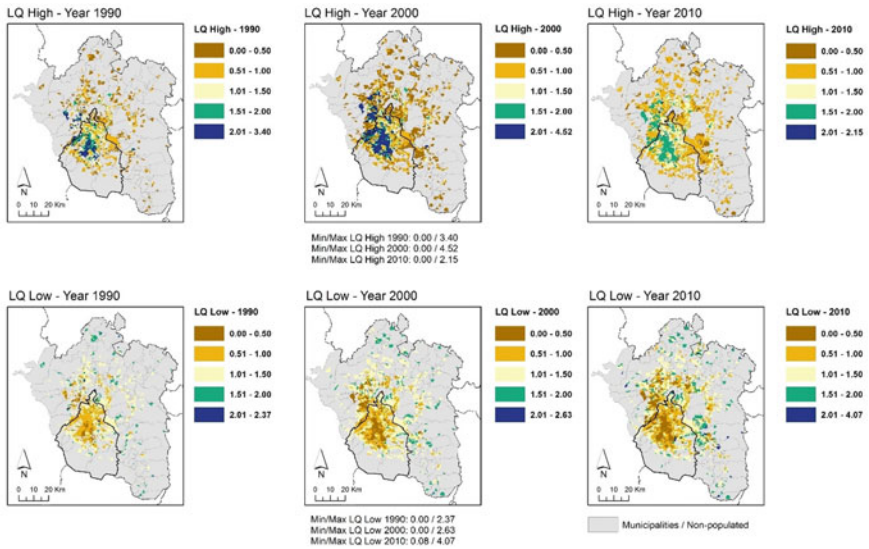 LQ High - Year 1990
LQ High - 1990
0.00 - 0.50
0.51 - 1.00
1.01 - 1.50
1.51 - 2.00
2.01 - 3.40
N
0 10 20 Km
LQ High - Year 2000
LQ High - 2000
0.00 - 0.50
0.51 - 1.00
1.01 - 1.50
1.51 - 2.00
2.01 - 4.52
N
0 10 20 Km
LQ High - Year 2010
LQ High - 2010
0.00 - 0.50
0.51 - 1.00
1.01 - 1.50
1.51 - 2.00
2.01 - 2.15
N
0 10 20 Km
Min/Max LQ High 1990: 0.00 / 3.40
Min/Max LQ High 2000: 0.00 / 4.52
Min/Max LQ High 2010: 0.00 / 2.15
LQ Low - Year 1990
LQ Low - 1990
0.00 - 0.50
0.51 - 1.00
1.01 - 1.50
1.51 - 2.00
2.01 - 2.37
N
0 10 20 Km
LQ Low - Year 2000
LQ Low - 2000
0.00 - 0.50
0.51 - 1.00
1.01 - 1.50
1.51 - 2.00
2.01 - 2.63
N
0 10 20 Km
LQ Low - Year 2010
LQ Low - 2010
0.00 - 0.50
0.51 - 1.00
1.01 - 1.50
1.51 - 2.00
2.01 - 4.07
N
0 10 20 Km
Min/Max LQ Low 1990: 0.00 / 2.37
Min/Max LQ Low 2000: 0.00 / 2.63
Min/Max LQ Low 2010: 0.08 / 4.07
Municipalities / Non-populated